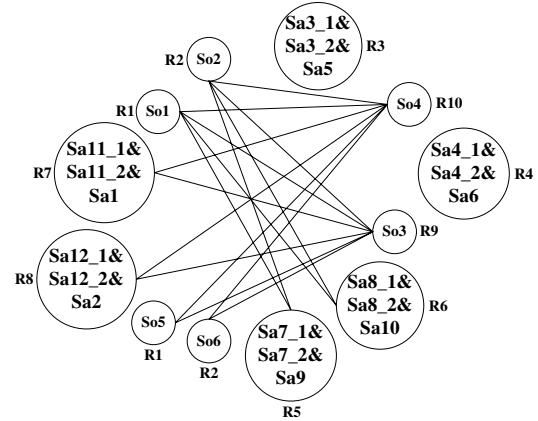 Sa3_1&
Sa3_2&
Sa5
R3
R2
So2
R1
So1
So4
R10
Sa11_1&
Sa11_2&
Sa1
R7
Sa4_1&
Sa4_2&
Sa6
R4
So3
R9
Sa12_1&
Sa12_2&
Sa2
R8
Sa8_1&
Sa8_2&
Sa10
R6
So5
R1
So6
R2
Sa7_1&
Sa7_2&
Sa9
R5